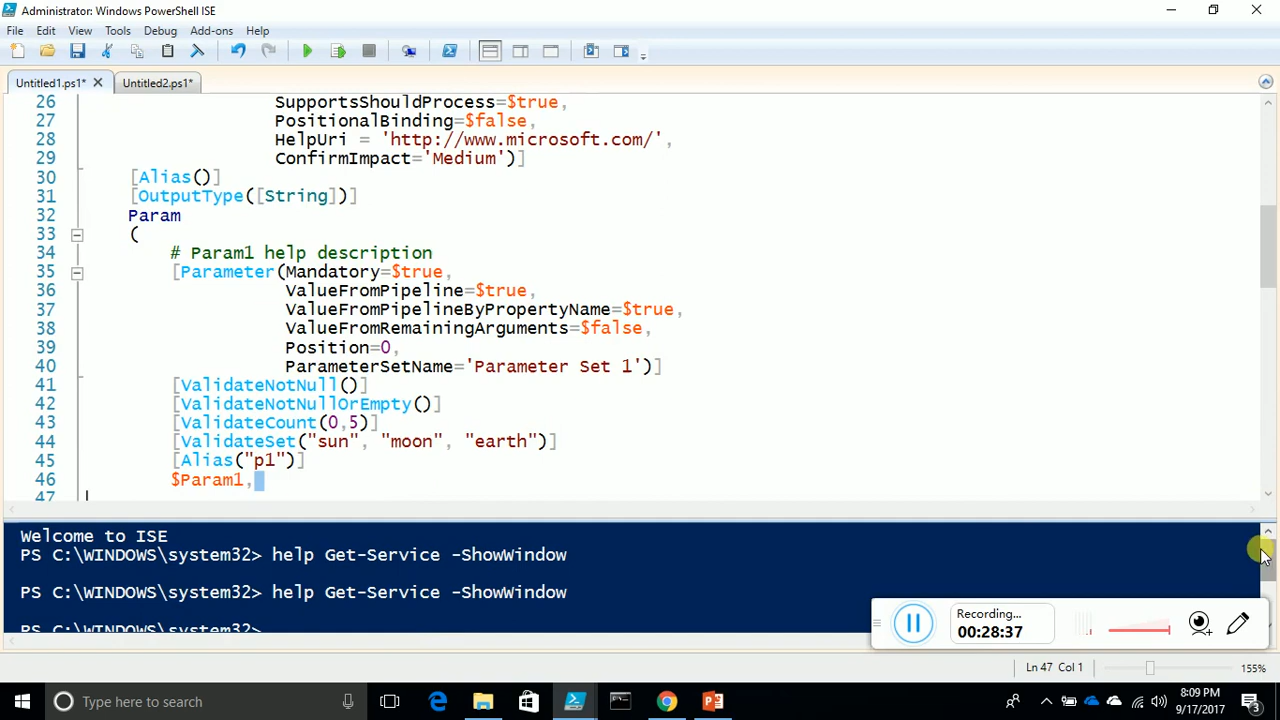 Administrator: Windows PowerShell ISE
File Edit View Tools Debug Add-ons Help
Untitled1.ps1* Untitled2.ps1*
26 SupportsShouldProcess=$true,
27 PositionalBinding=$false,
28 HelpUri = 'http://www.microsoft.com/',
29 ConfirmImpact='Medium')]
30 [Alias()]
31 [OutputType([String])]
32 Param
33 (
34 # Param1 help description
35 [Parameter(Mandatory=$true,
36 ValueFromPipeline=$true,
37 ValueFromPipelineByPropertyName=$true,
38 ValueFromRemainingArguments=$false,
39 Position=0,
40 ParameterSetName='Parameter Set 1')]
41 [ValidateNotNull()]
42 [ValidateNotNullOrEmpty()]
43 [ValidateCount(0,5)]
44 [ValidateSet("sun", "moon", "earth")]
45 [Alias("p1")]
46 $Param1,
47
Welcome to ISE
PS C:\WINDOWS\system32> help Get-Service -ShowWindow
PS C:\WINDOWS\system32> help Get-Service -ShowWindow
PS C:\WINDOWS\system32>
Recording...
00:28:37
Ln 47 Col 1 155%
Type here to search
8:09 PM
9/17/2017
3